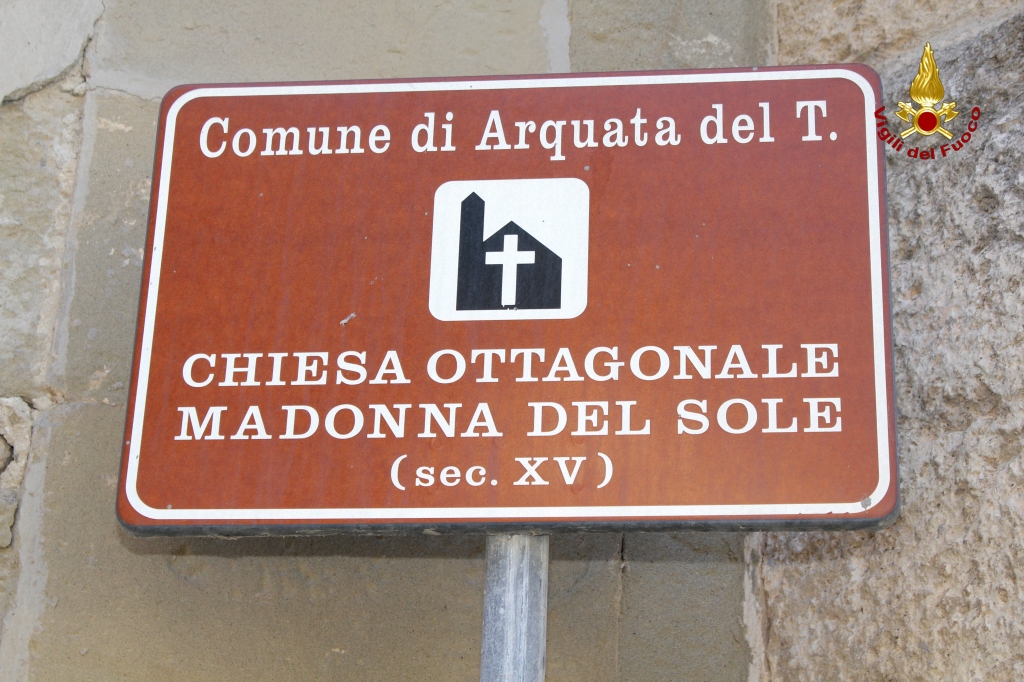 Comune di Arquata del T.
CHIESA OTTAGONALE
MADONNA DEL SOLE
(sec. XV)
Vigili del Fuoco